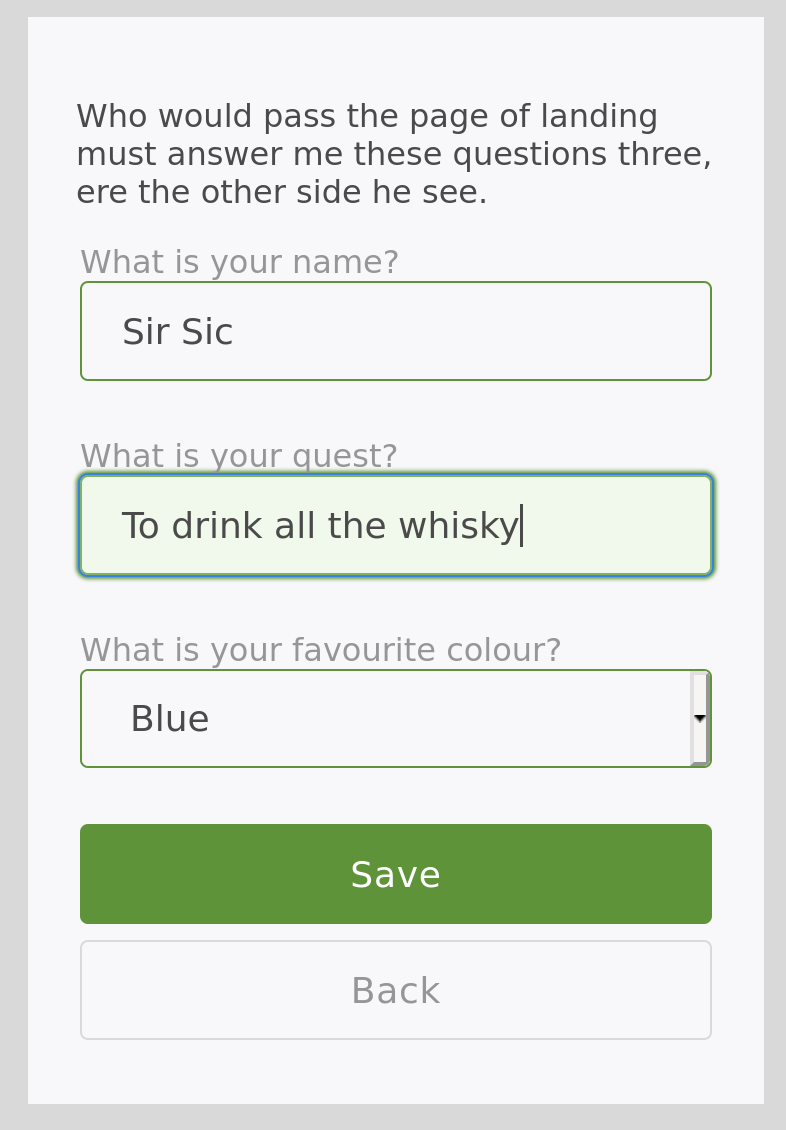 Who would pass the page of landing
must answer me these questions three,
ere the other side he see.
What is your name?
Sir Sic
What is your quest?
To drink all the whisky
What is your favourite colour?
Blue
Save
Back